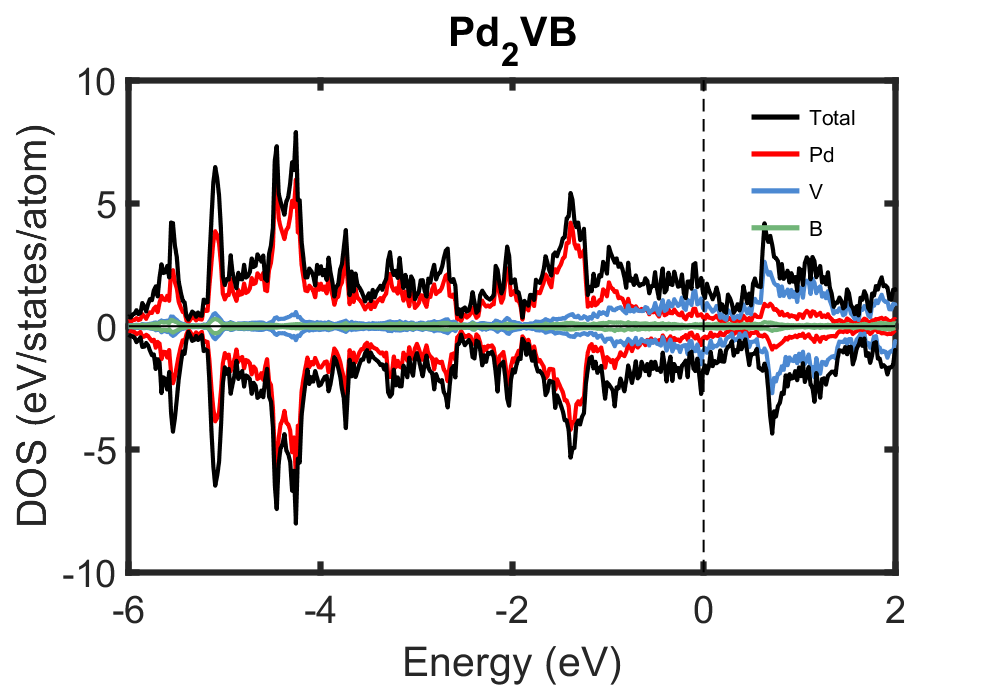 Pd2VB
10
5
0
-5
-10
DOS (eV/states/atom)
Total
Pd
V
B
-6
-4
-2
0
2
Energy (eV)